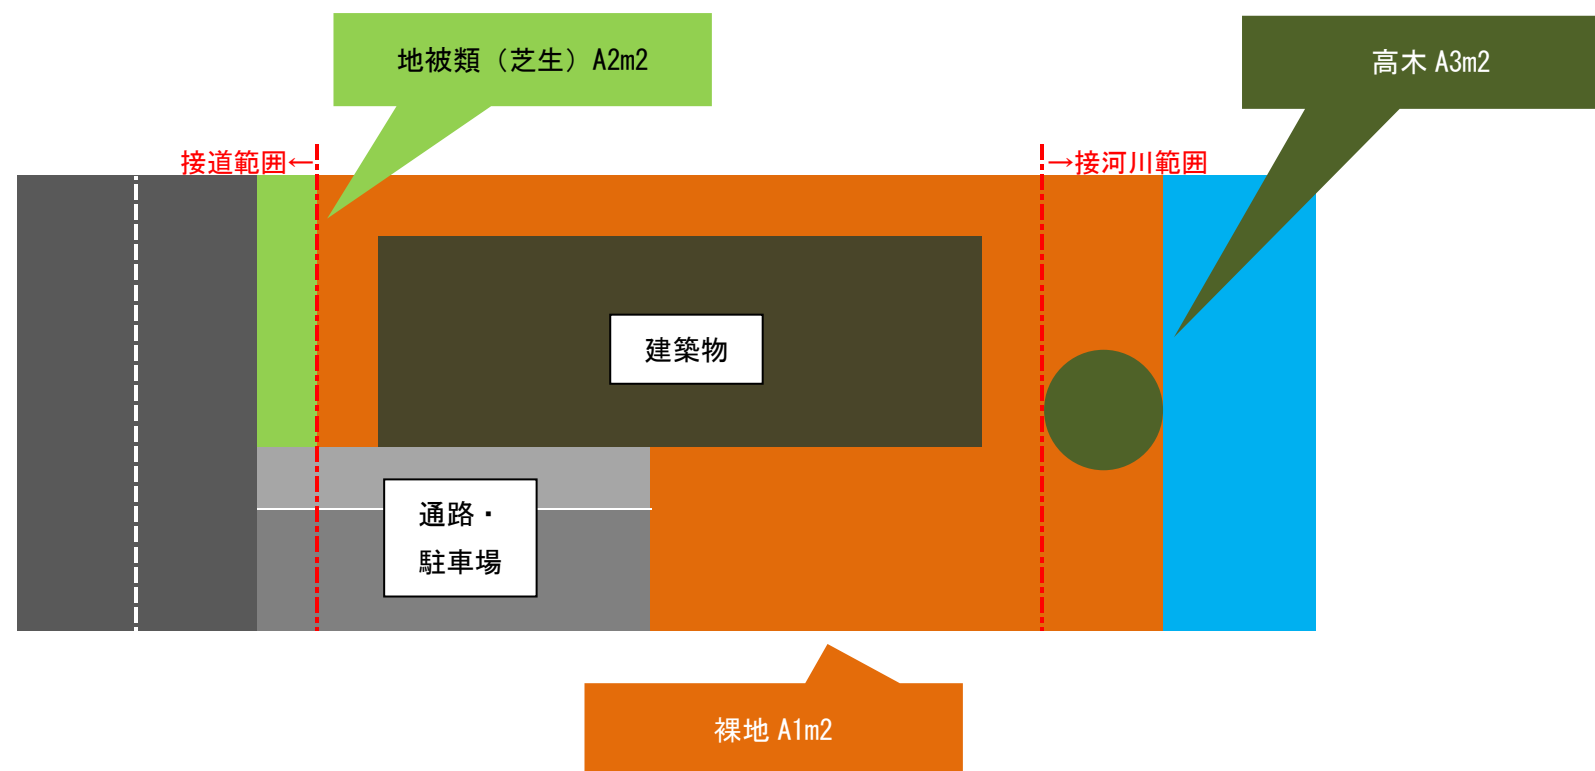 地被類（芝生）A2m2
高木 A3m2
接道範囲←
→接河川範囲
建築物
通路・
駐車場
裸地 A1m2